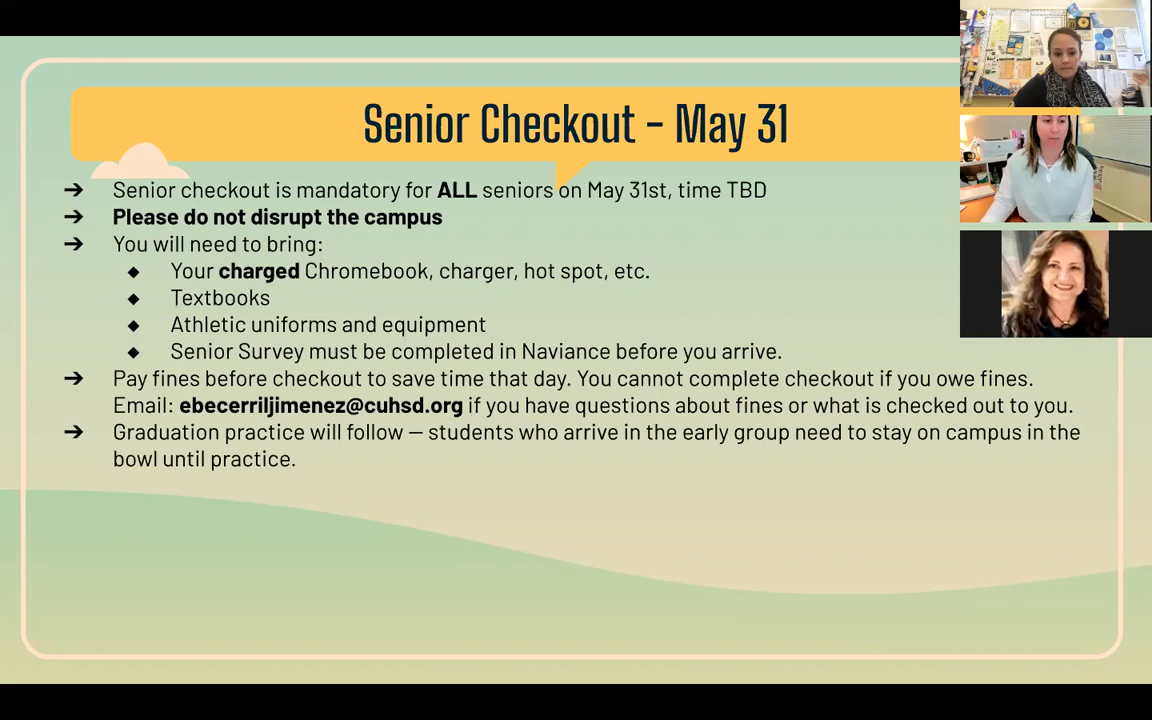 Senior Checkout - May 31
➔ Senior checkout is mandatory for ALL seniors on May 31st, time TBD
➔ Please do not disrupt the campus
➔ You will need to bring:
◆ Your charged Chromebook, charger, hot spot, etc.
◆ Textbooks
◆ Athletic uniforms and equipment
◆ Senior Survey must be completed in Naviance before you arrive.
➔ Pay fines before checkout to save time that day. You cannot complete checkout if you owe fines.
Email: ebecerriljimenez@cuhsd.org if you have questions about fines or what is checked out to you.
➔ Graduation practice will follow — students who arrive in the early group need to stay on campus in the
bowl until practice.